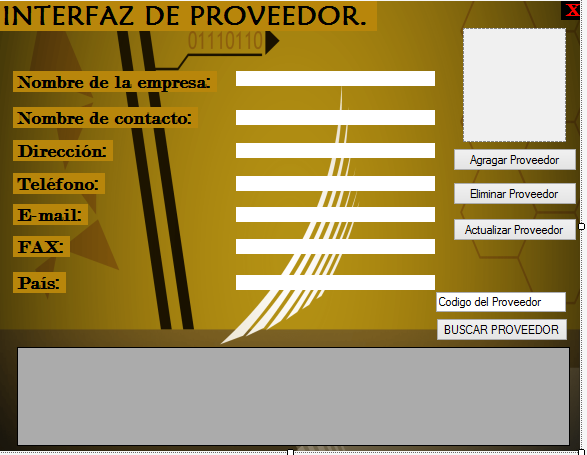 INTERFAZ DE PROVEEDOR.
X
01110110
Nombre de la empresa:
Nombre de contacto:
Dirección:
Agragar Proveedor
Teléfono:
Eliminar Proveedor
E-mail:
Actualizar Proveedor
FAX:
País:
Codigo del Proveedor
BUSCAR PROVEEDOR